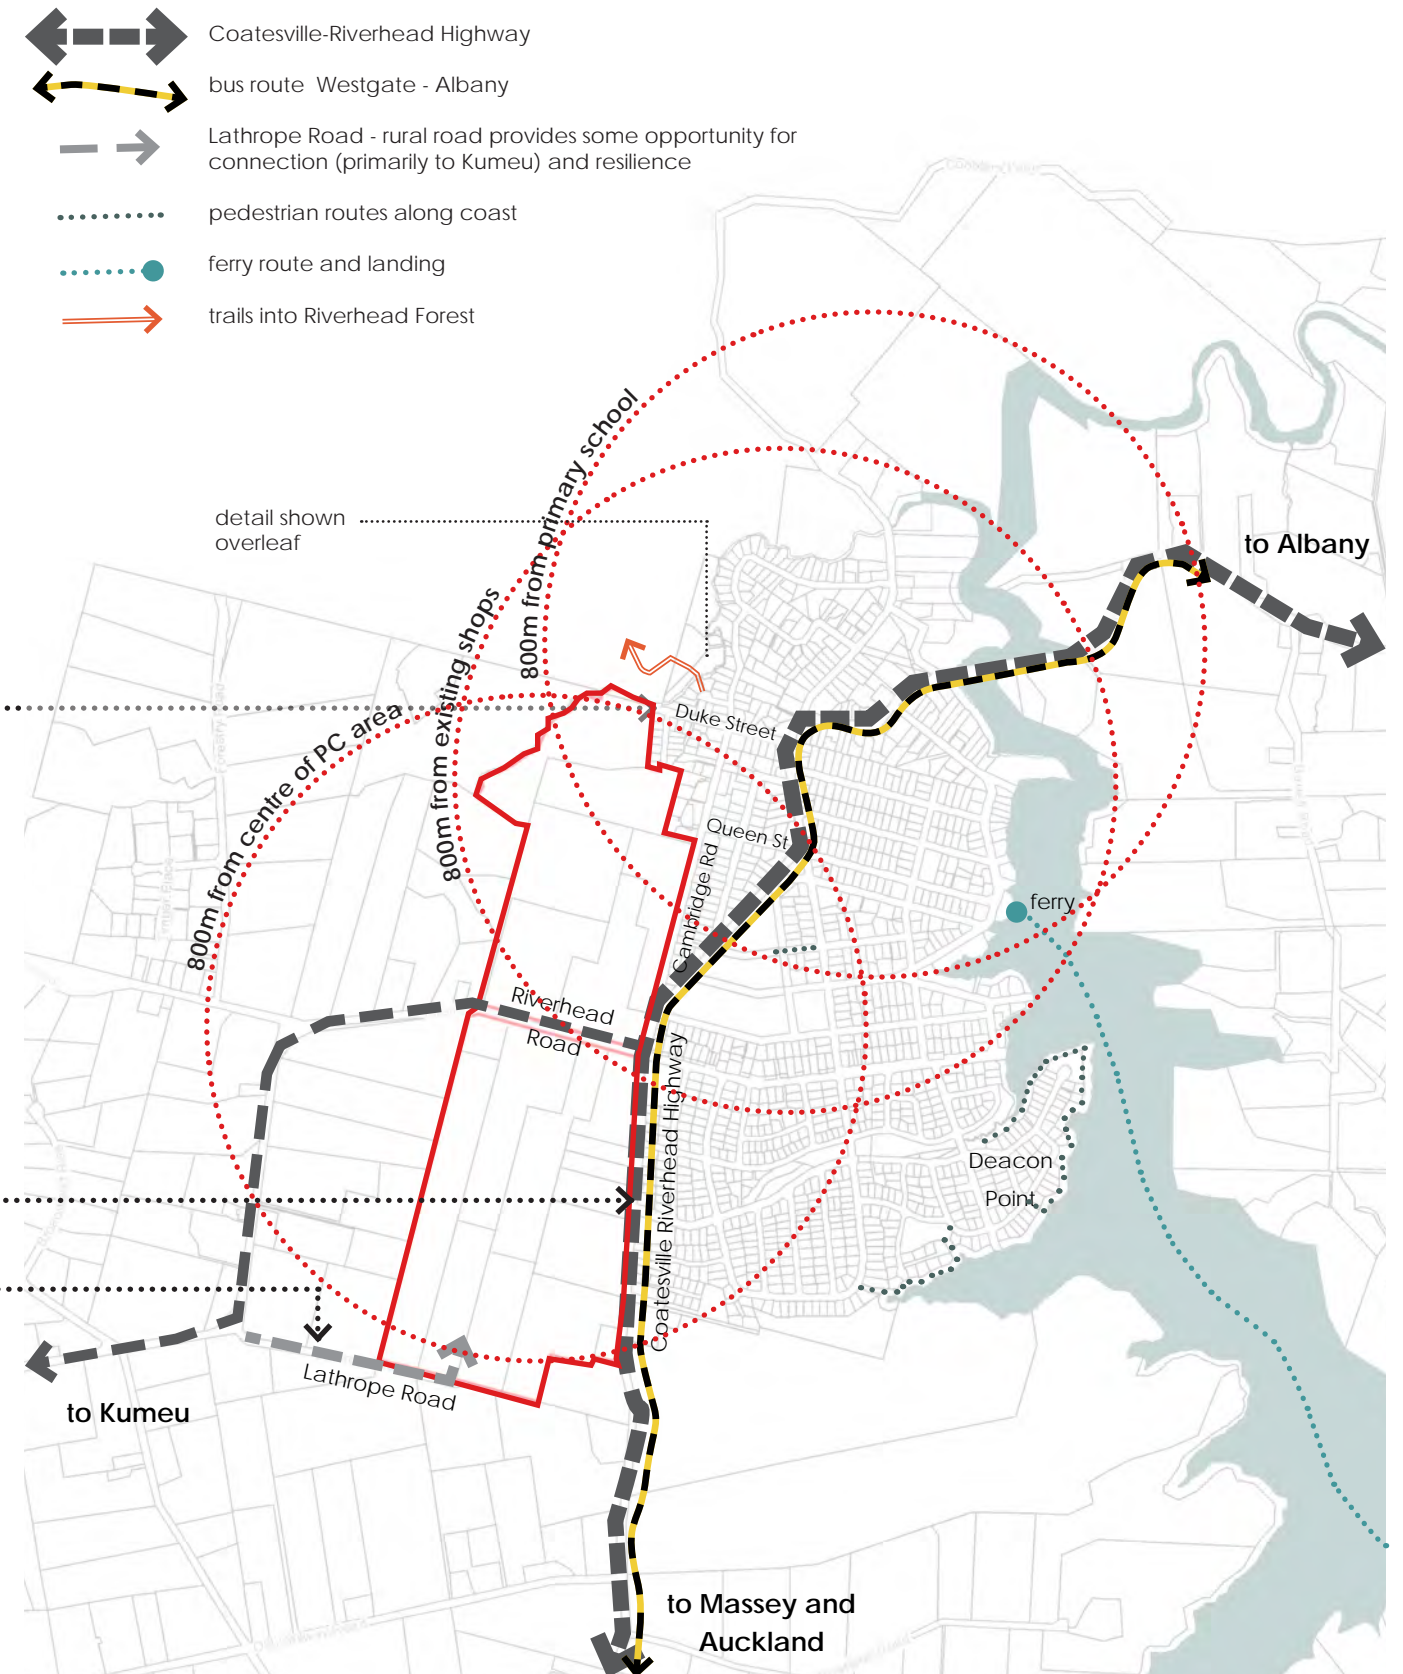 Coatesville-Riverhead Highway
bus route Westgate - Albany
Lathrope Road - rural road provides some opportunity for
connection (primarily to Kumeu) and resilience
pedestrian routes along coast
ferry route and landing
trails into Riverhead Forest
800m from primary school
detail shown
overleaf
to Albany
800m from existing shops
800m from centre of PC area
Duke Street
Queen St
Cambridge Rd
ferry
Riverhead
Road
Coatesville Riverhead Highway
Deacon
Point
Lathrope Road
to Kumeu
to Massey and
Auckland